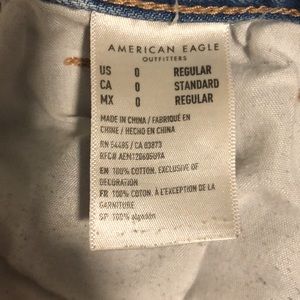 AMERICAN EAGLE
OUTFITTERS
US 0 REGULAR
CA 0 STANDARD
MX 0 REGULAR
MADE IN CHINA / FABRIQUÉ EN
CHINE / HECHO EN CHINA
RN 54485 / CA 03873
RFC#
EN 100% COTTON, EXCLUSIVE OF
DECORATION
FR 100% COTON. À L'EXCEPTION DE LA
GARNITURE
SP 100% algodón